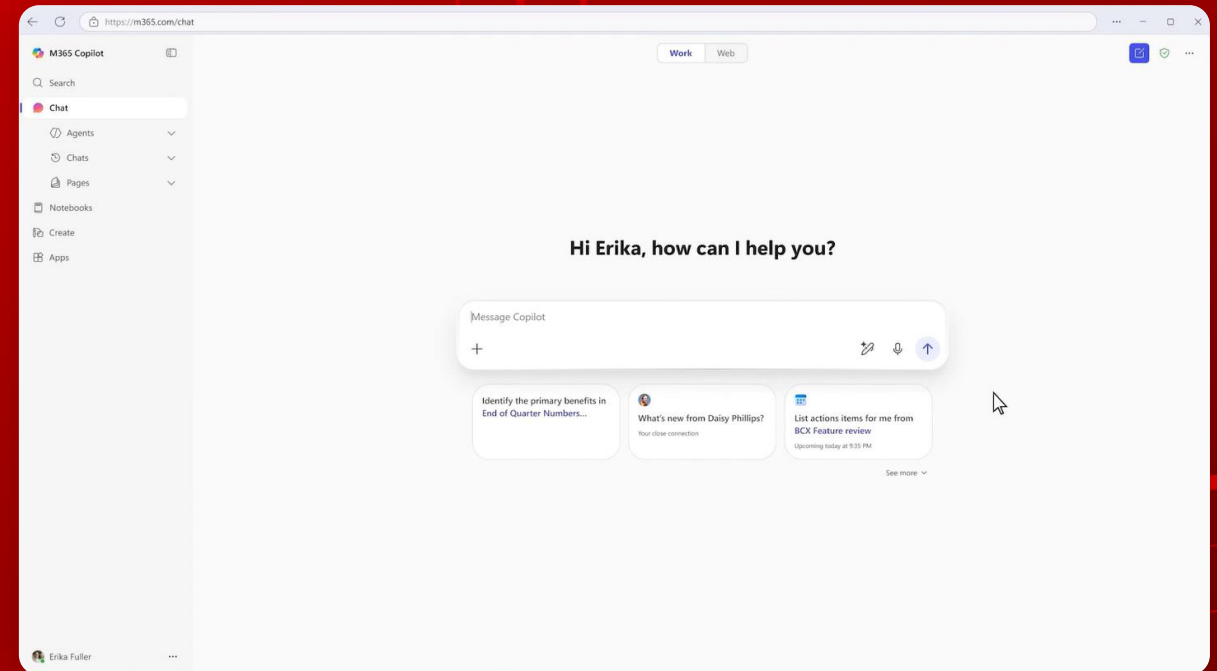 https://m365.com/chat
M365 Copilot
Work
Web
Search
Chat
Agents
Chats
Pages
Notebooks
Create
Apps
Hi Erika, how can I help you?
Message Copilot
Identify the primary benefits in
End of Quarter Numbers...
What's new from Daisy Phillips?
Your close connection
List actions items for me from
BCX Feature review
Upcoming today at 9:35 PM
See more
Erika Fuller